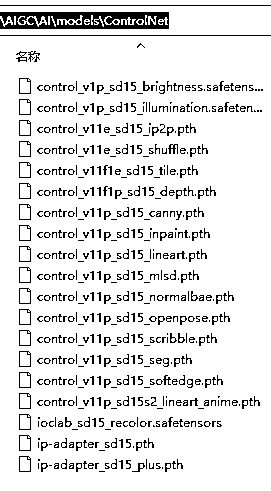 \AIGC\AI\models\ControlNet
名称
control_v1p_sd15_brightness.safetens...
control_v1p_sd15_illumination.safeten...
control_v11e_sd15_ip2p.pth
control_v11e_sd15_shuffle.pth
control_v11f1e_sd15_tile.pth
control_v11f1p_sd15_depth.pth
control_v11p_sd15_canny.pth
control_v11p_sd15_inpaint.pth
control_v11p_sd15_lineart.pth
control_v11p_sd15_mlsd.pth
control_v11p_sd15_normalbae.pth
control_v11p_sd15_openpose.pth
control_v11p_sd15_scribble.pth
control_v11p_sd15_seg.pth
control_v11p_sd15_softedge.pth
control_v11p_sd15s2_lineart_anime.pth
ioclab_sd15_recolor.safetensors
ip-adapter_sd15.pth
ip-adapter_sd15_plus.pth